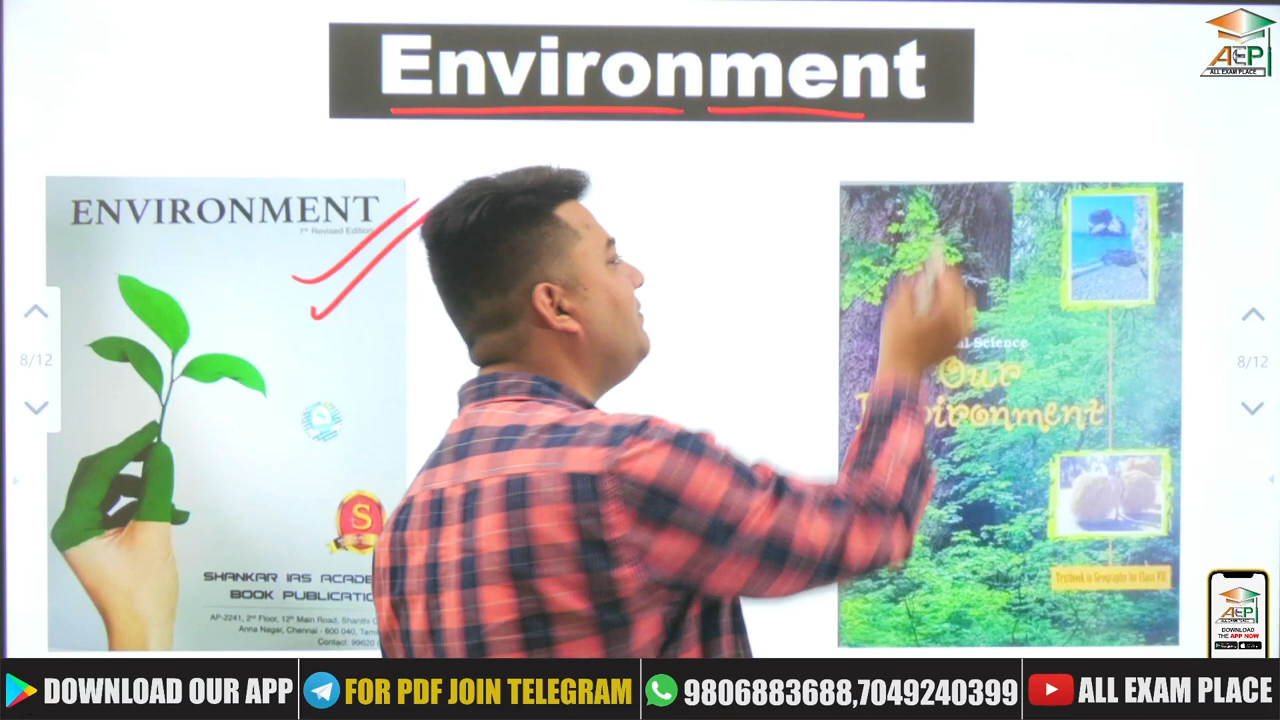 Environment
AEP
ALL EXAM PLACE
ENVIRONMENT
7th Revised Edition
8/12
S
SHANKAR IAS ACADE
BOOK PUBLICATIO
AP-2241, 2nd Floor, 12th Main Road, Shanthi C
Anna Nagar, Chennai - 600 040, Tamil
Contact: 99620
al Science
Our
vironment
Textbook in Geography for Class VII
8/12
AEP
DOWNLOAD
THE APP NOW
DOWNLOAD OUR APP
FOR PDF JOIN TELEGRAM
9806883688,7049240399
ALL EXAM PLACE